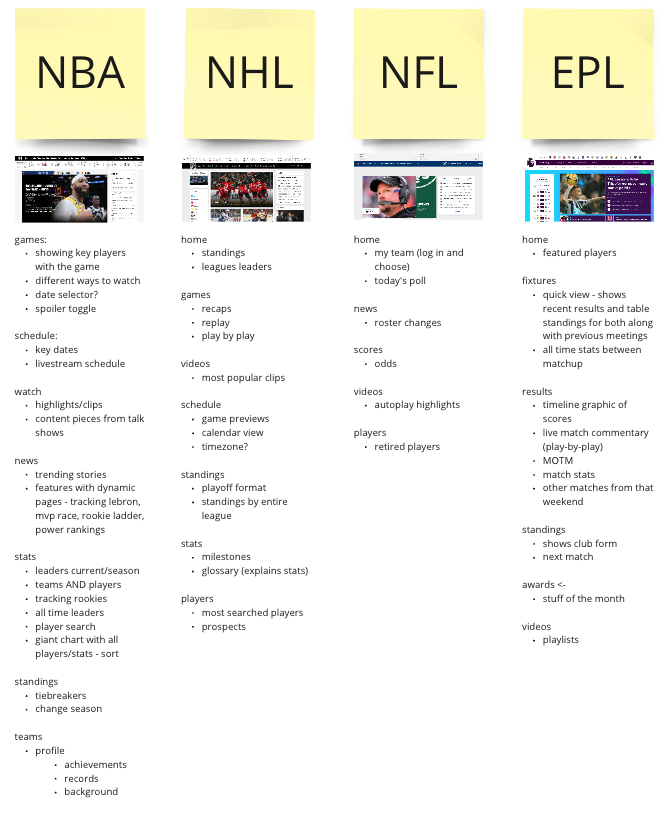 NBA
NHL
NFL
EPL
games:
showing key players
with the game
different ways to watch
date selector?
spoiler toggle
schedule:
key dates
livestream schedule
watch
highlights/clips
content pieces from talk
shows
news
trending stories
features with dynamic
pages - tracking lebron,
mvp race, rookie ladder,
power rankings
stats
leaders current/season
teams AND players
tracking rookies
all time leaders
player search
giant chart with all
players/stats - sort
standings
tiebreakers
change season
teams
profile
achievements
records
background
home
standings
leagues leaders
games
recaps
replay
play by play
videos
most popular clips
schedule
game previews
calendar view
timezone?
standings
playoff format
standings by entire
league
stats
milestones
glossary (explains stats)
players
most searched players
prospects
home
my team (log in and
choose)
today's poll
news
roster changes
scores
odds
videos
autoplay highlights
players
retired players
home
featured players
fixtures
quick view - shows
recent results and table
standings for both along
with previous meetings
all time stats between
matchup
results
timeline graphic of
scores
live match commentary
(play-by-play)
MOTM
match stats
other matches from that
weekend
standings
shows club form
next match
awards <-
stuff of the month
videos
playlists